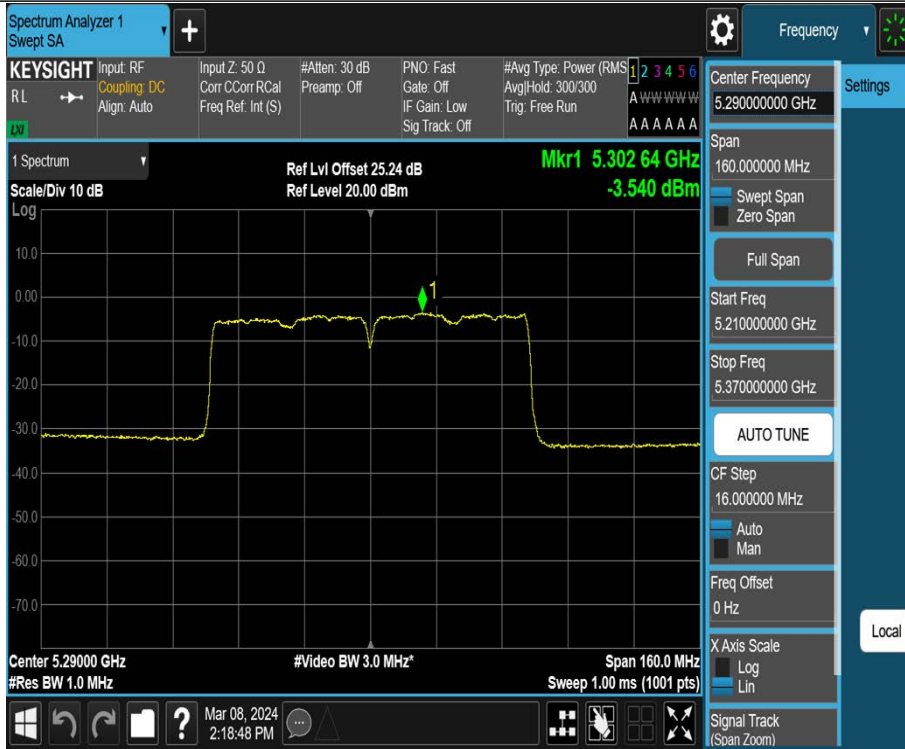 Spectrum Analyzer 1
Swept SA
+
Frequency
KEYSIGHT
R L
LXI
Input: RF
Coupling: DC
Align: Auto
Input Z: 50 Ω
Corr CCorr RCal
Freq Ref: Int (S)
#Atten: 30 dB
Preamp: Off
PNO: Fast
Gate: Off
IF Gain: Low
Sig Track: Off
#Avg Type: Power (RMS
Avg|Hold: 300/300
Trig: Free Run
1 2 3 4 5 6
A W W W W W
A A A A A A
1 Spectrum
Scale/Div 10 dB
Log
Ref Lvl Offset 25.24 dB
Ref Level 20.00 dBm
Mkr1 5.302 64 GHz
-3.540 dBm
10.0
0.00
-10.0
-20.0
-30.0
-40.0
-50.0
-60.0
-70.0
1
Center 5.29000 GHz
#Res BW 1.0 MHz
#Video BW 3.0 MHz*
Span 160.0 MHz
Sweep 1.00 ms (1001 pts)
?
Mar 08, 2024
2:18:48 PM
Center Frequency
5.290000000 GHz
Span
160.000000 MHz
Swept Span
Zero Span
Full Span
Start Freq
5.210000000 GHz
Stop Freq
5.370000000 GHz
AUTO TUNE
CF Step
16.000000 MHz
Auto
Man
Freq Offset
0 Hz
X Axis Scale
Log
Lin
Signal Track
(Span Zoom)
Settings
Local